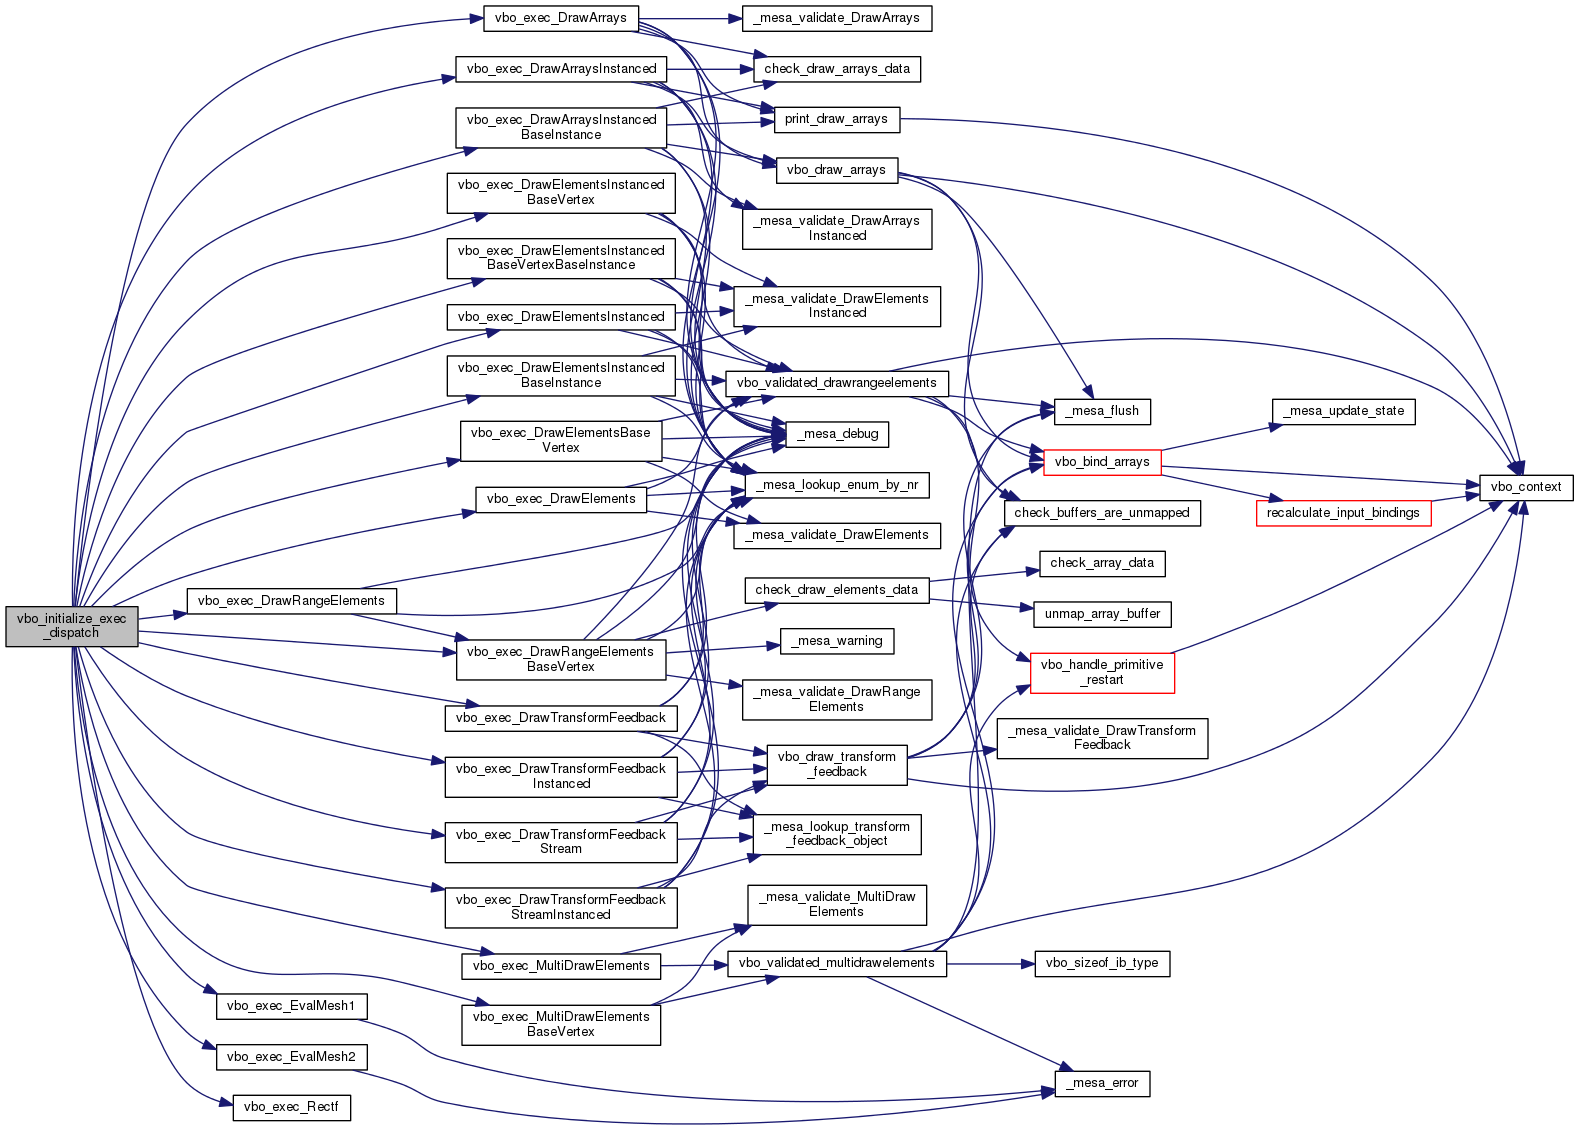 vbo_initialize_exec
_dispatch
vbo_exec_DrawArrays
vbo_exec_DrawArraysInstanced
vbo_exec_DrawArraysInstanced
BaseInstance
vbo_exec_DrawElementsInstanced
BaseVertex
vbo_exec_DrawElementsInstanced
BaseVertexBaseInstance
vbo_exec_DrawElementsInstanced
vbo_exec_DrawElementsInstanced
BaseInstance
vbo_exec_DrawElementsBase
Vertex
vbo_exec_DrawElements
vbo_exec_DrawRangeElements
vbo_exec_DrawRangeElements
BaseVertex
vbo_exec_DrawTransformFeedback
vbo_exec_DrawTransformFeedback
Instanced
vbo_exec_DrawTransformFeedback
Stream
vbo_exec_DrawTransformFeedback
StreamInstanced
vbo_exec_MultiDrawElements
vbo_exec_EvalMesh1
vbo_exec_MultiDrawElements
BaseVertex
vbo_exec_EvalMesh2
vbo_exec_Rectf
_mesa_validate_DrawArrays
check_draw_arrays_data
print_draw_arrays
vbo_draw_arrays
_mesa_validate_DrawArrays
Instanced
_mesa_validate_DrawElements
Instanced
vbo_validated_drawrangeelements
_mesa_debug
_mesa_lookup_enum_by_nr
_mesa_validate_DrawElements
check_draw_elements_data
_mesa_warning
_mesa_validate_DrawRange
Elements
vbo_draw_transform
_feedback
_mesa_lookup_transform
_feedback_object
_mesa_validate_MultiDraw
Elements
vbo_validated_multidrawelements
_mesa_flush
vbo_bind_arrays
check_buffers_are_unmapped
check_array_data
unmap_array_buffer
vbo_handle_primitive
_restart
_mesa_validate_DrawTransform
Feedback
vbo_sizeof_ib_type
_mesa_error
_mesa_update_state
recalculate_input_bindings
vbo_context